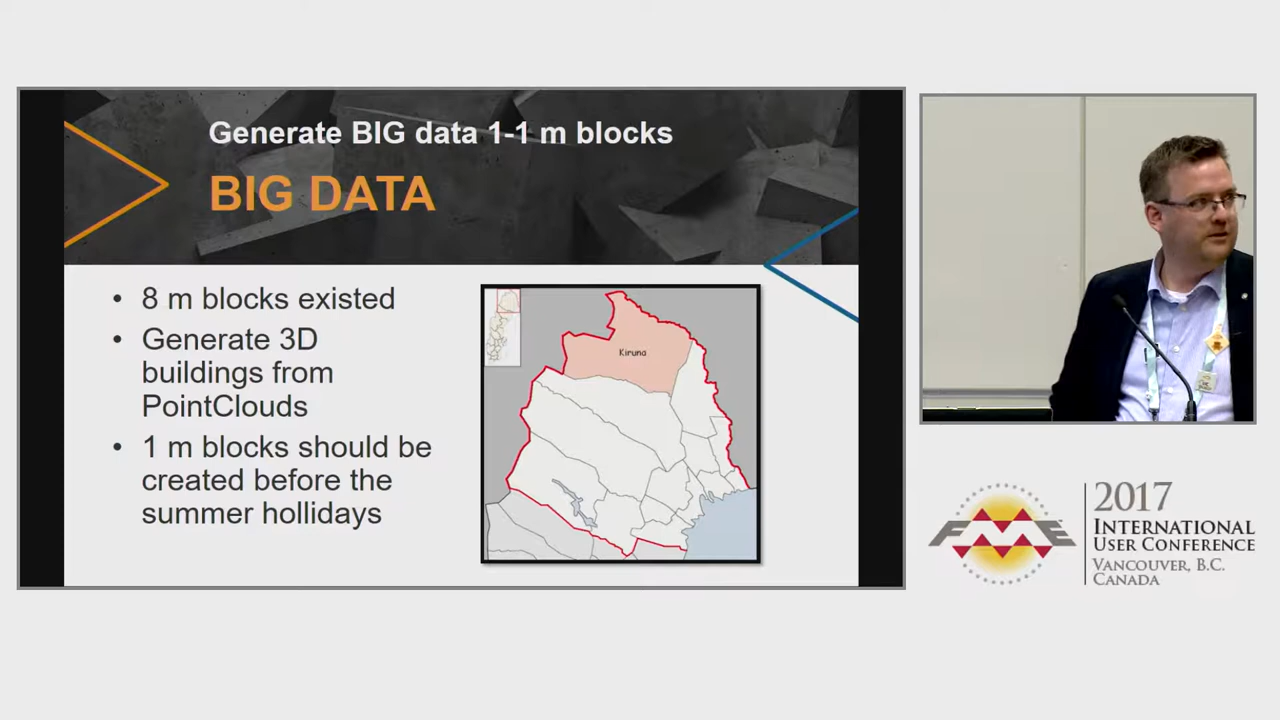 Generate BIG data 1-1 m blocks
BIG DATA
• 8 m blocks existed
• Generate 3D
buildings from
PointClouds
• 1 m blocks should be
created before the
summer hollidays
Kiruna
FME
2017
INTERNATIONAL
USER CONFERENCE
VANCOUVER, B.C.
CANADA